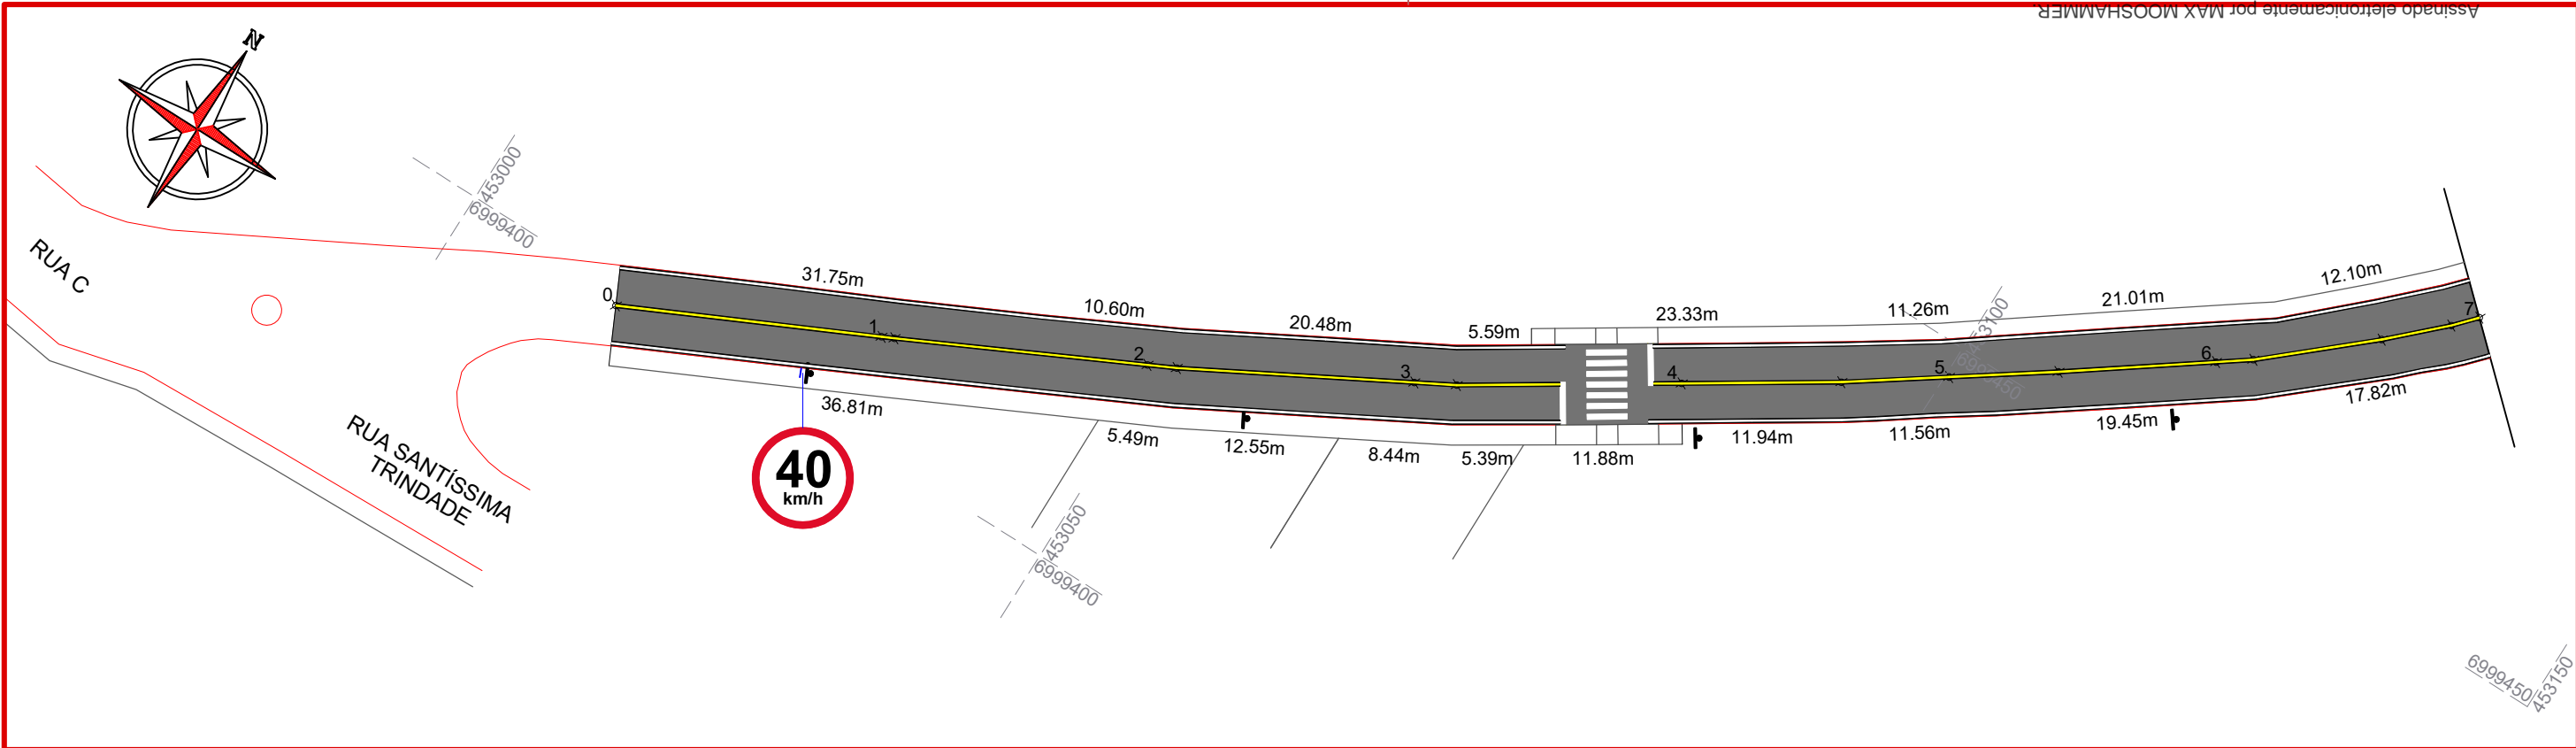 Assinado eletronicamente por MAX MOOSHAMMER.
N
453000
6999400
RUA C
0
31.75m
1
10.60m
2
20.48m
3
5.59m
23.33m
4
11.26m
453100
6999450
5
21.01m
6
12.10m
7
36.81m
40
km/h
5.49m
12.55m
8.44m
5.39m
11.88m
11.94m
11.56m
19.45m
17.82m
RUA SANTÍSSIMA
TRINDADE
453050
6999400
6999450
453150